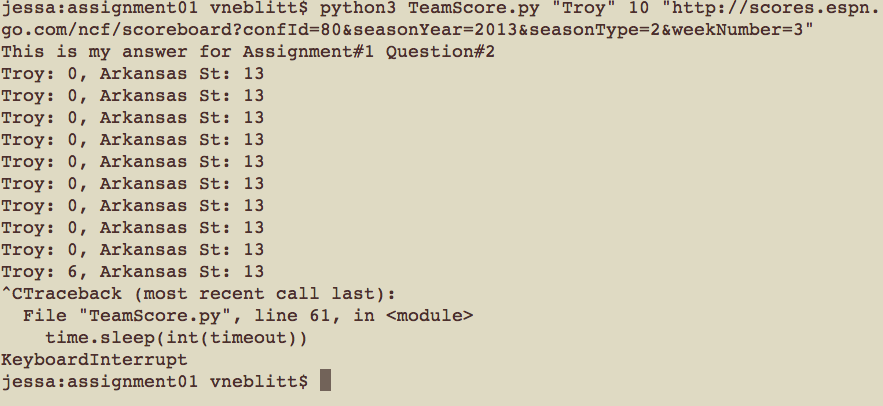 jessa:assignment01 vneblitt$ python3 TeamScore.py "Troy" 10 "http://scores.espn.
go.com/ncf/scoreboard?confId=80&seasonYear=2013&seasonType=2&weekNumber=3"
This is my answer for Assignment#1 Question#2
Troy: 0, Arkansas St: 13
Troy: 0, Arkansas St: 13
Troy: 0, Arkansas St: 13
Troy: 0, Arkansas St: 13
Troy: 0, Arkansas St: 13
Troy: 0, Arkansas St: 13
Troy: 0, Arkansas St: 13
Troy: 0, Arkansas St: 13
Troy: 0, Arkansas St: 13
Troy: 6, Arkansas St: 13
^CTraceback (most recent call last):
  File "TeamScore.py", line 61, in <module>
    time.sleep(int(timeout))
KeyboardInterrupt
jessa:assignment01 vneblitt$